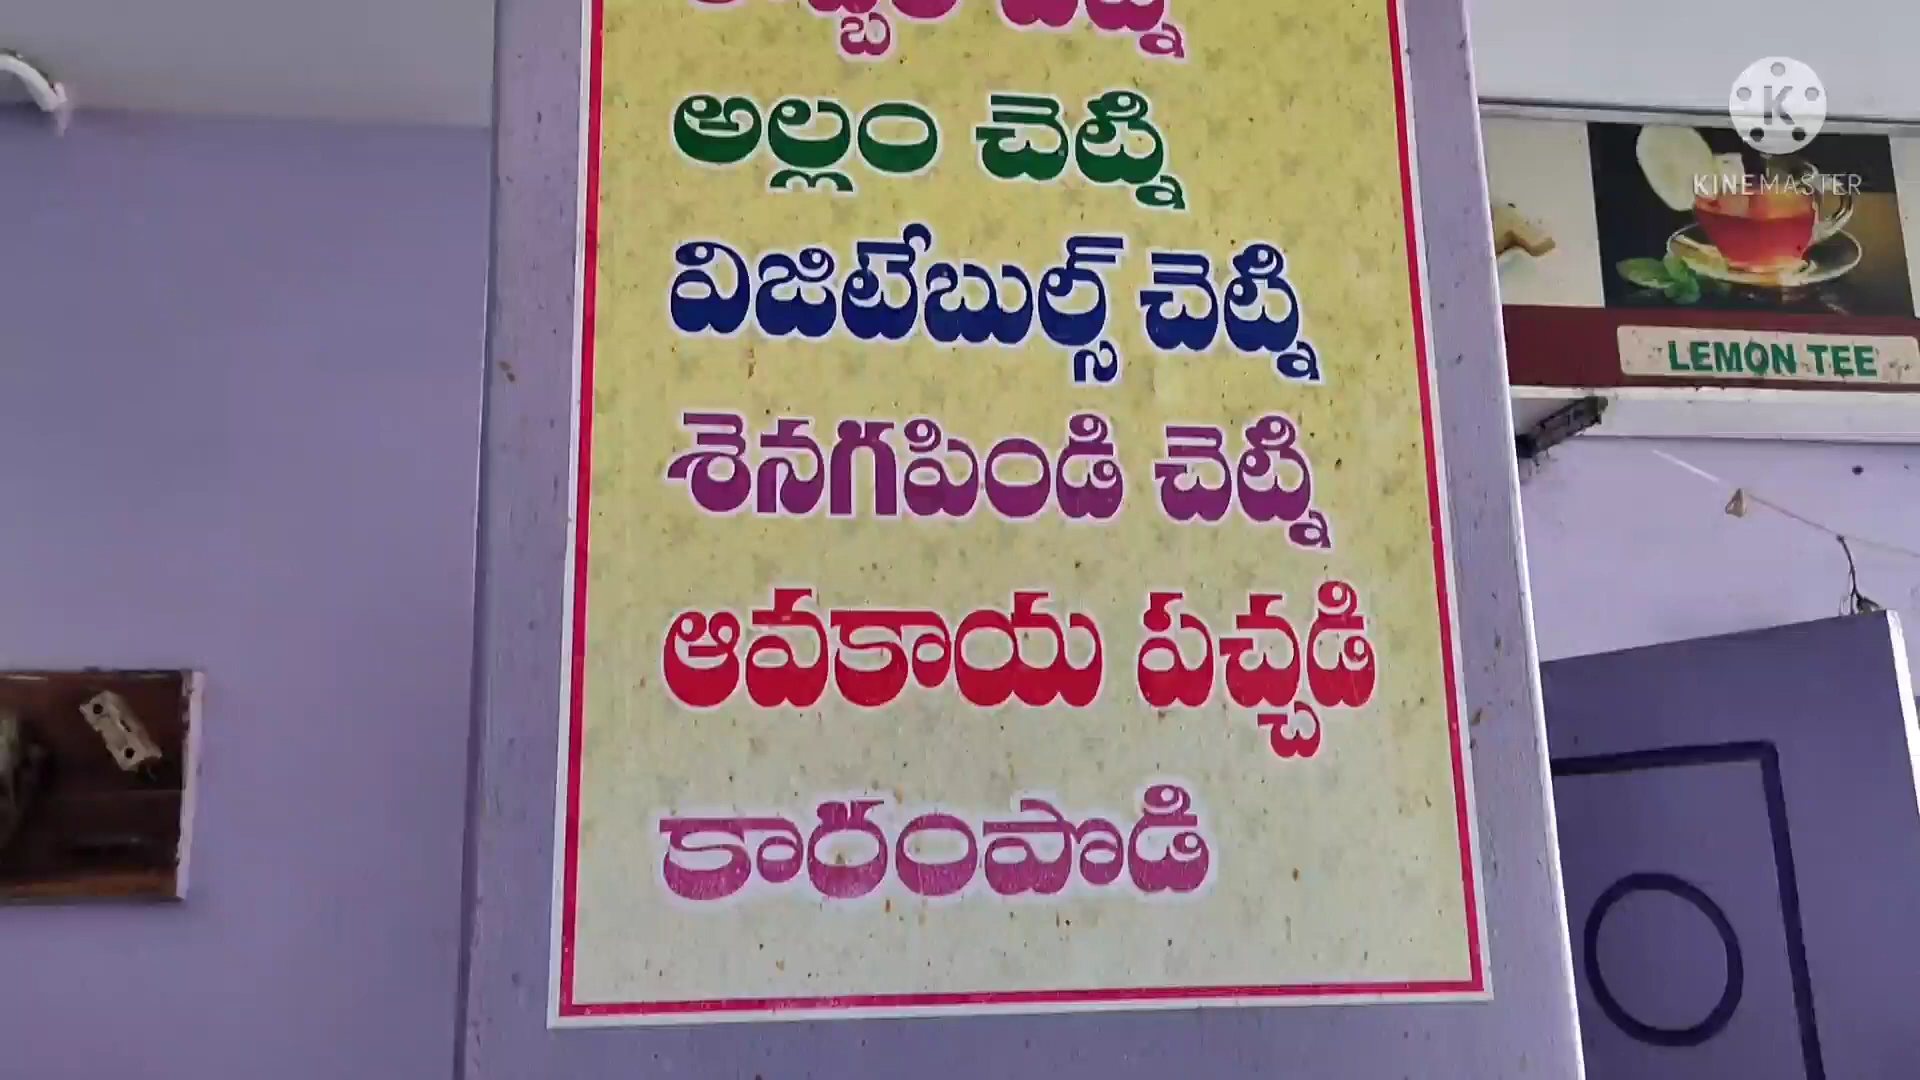 చెట్ని
అల్లం చెట్ని
విజిటేబుల్స్ చెట్ని
శెనగపిండి చెట్ని
ఆవకాయ పచ్చడి
కారంపొడి
K
KINEMASTER
LEMON TEE